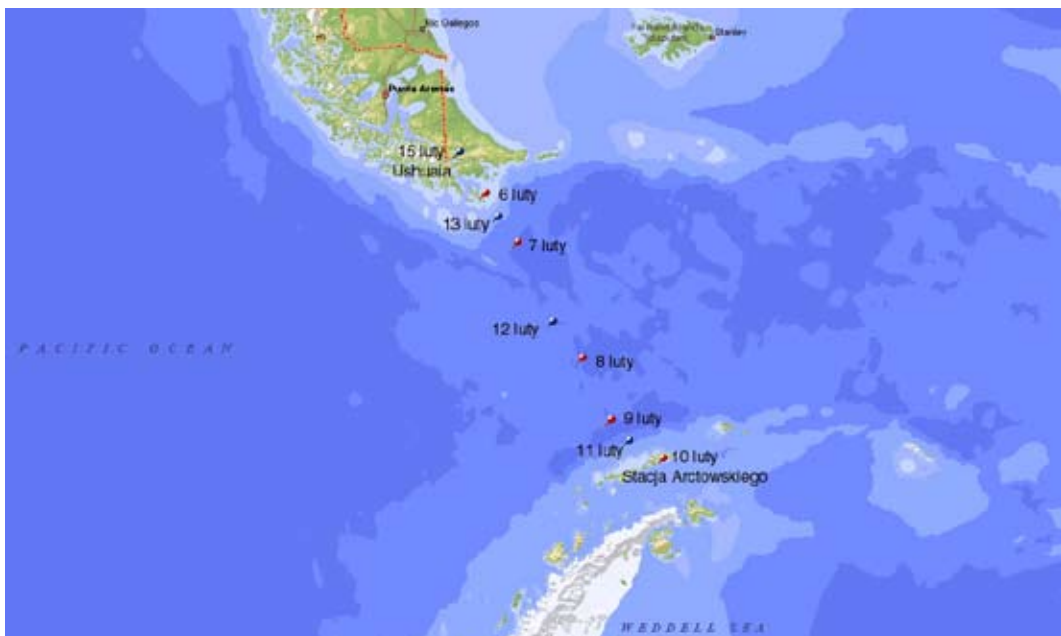 Rio Gallegos
Stanley
Punta Arenas
15 luty
Ushuaia
6 luty
13 luty
7 luty
12 luty
PACIFIC OCEAN
8 luty
9 luty
11 luty
10 luty
Stacja Arctowskiego
WEDDELL SEA